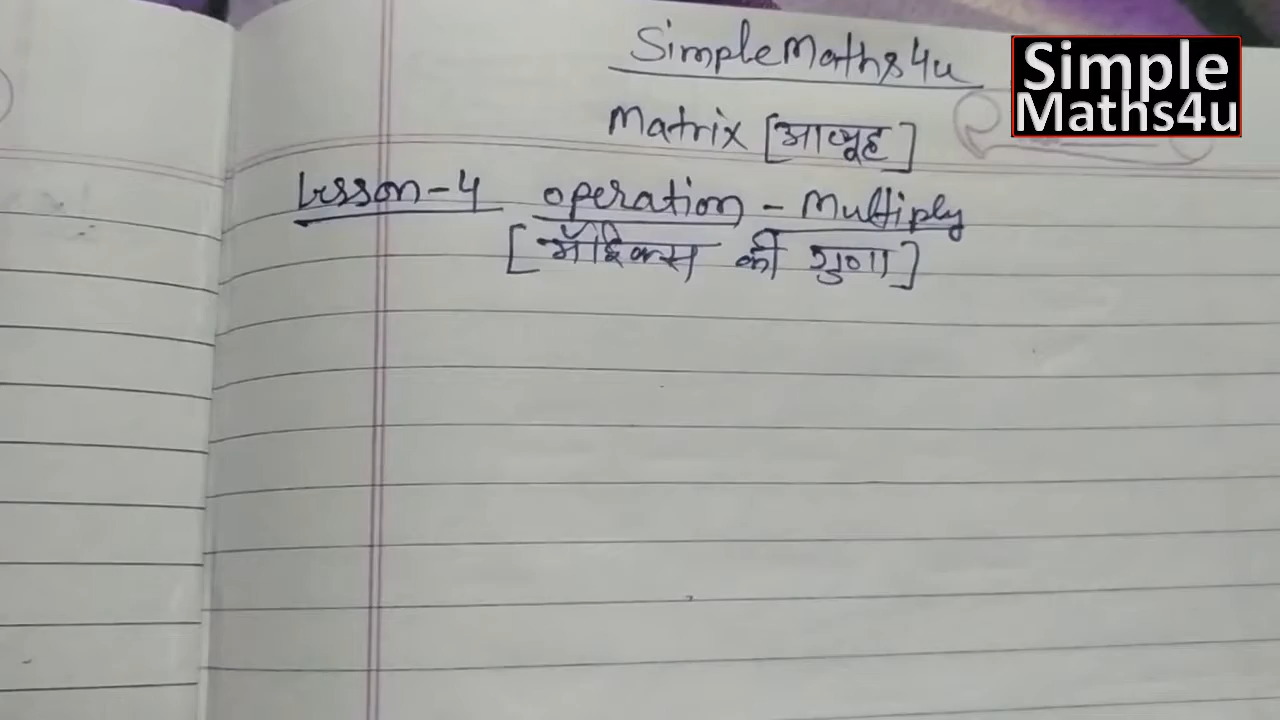 SimpleMaths4u
Simple
Maths4u
Matrix [आव्यूह]
Lesson-4 operation - Multiply
[मैट्रिक्स की गुणा]